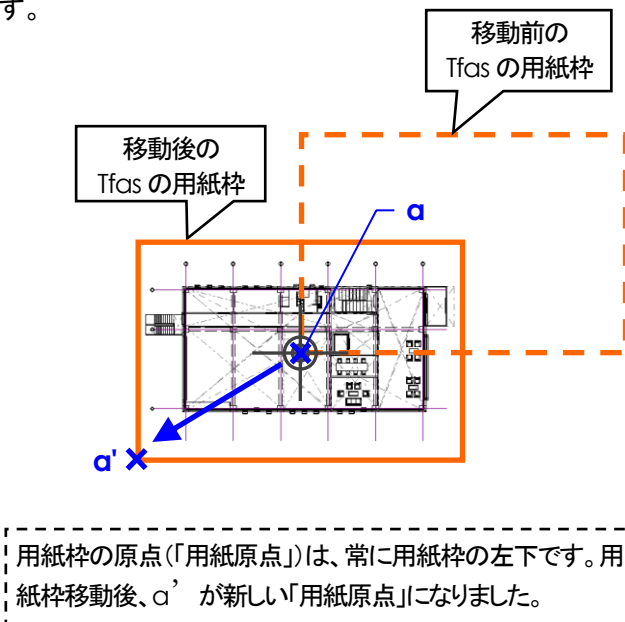 す。
移動前の
Tfas の用紙枠
移動後の
Tfas の用紙枠
a
a'
用紙枠の原点(「用紙原点」)は、常に用紙枠の左下です。用
紙枠移動後、a’ が新しい「用紙原点」になりました。